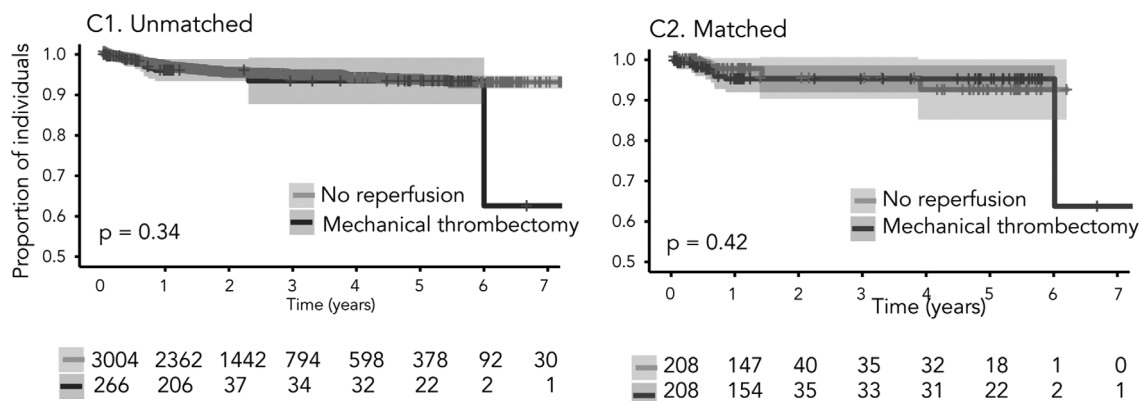 C1. Unmatched
Proportion of individuals
1.0
0.9
0.8
0.7
0.6
0.5
No reperfusion
Mechanical thrombectomy
p = 0.34
0 1 2 3 4 5 6 7
Time (years)
3004 2362 1442 794 598 378 92 30
266 206 37 34 32 22 2 1
C2. Matched
1.0
0.9
0.8
0.7
0.6
0.5
No reperfusion
Mechanical thrombectomy
p = 0.42
0 1 2 3 4 5 6 7
Time (years)
208 147 40 35 32 18 1 0
208 154 35 33 31 22 2 1